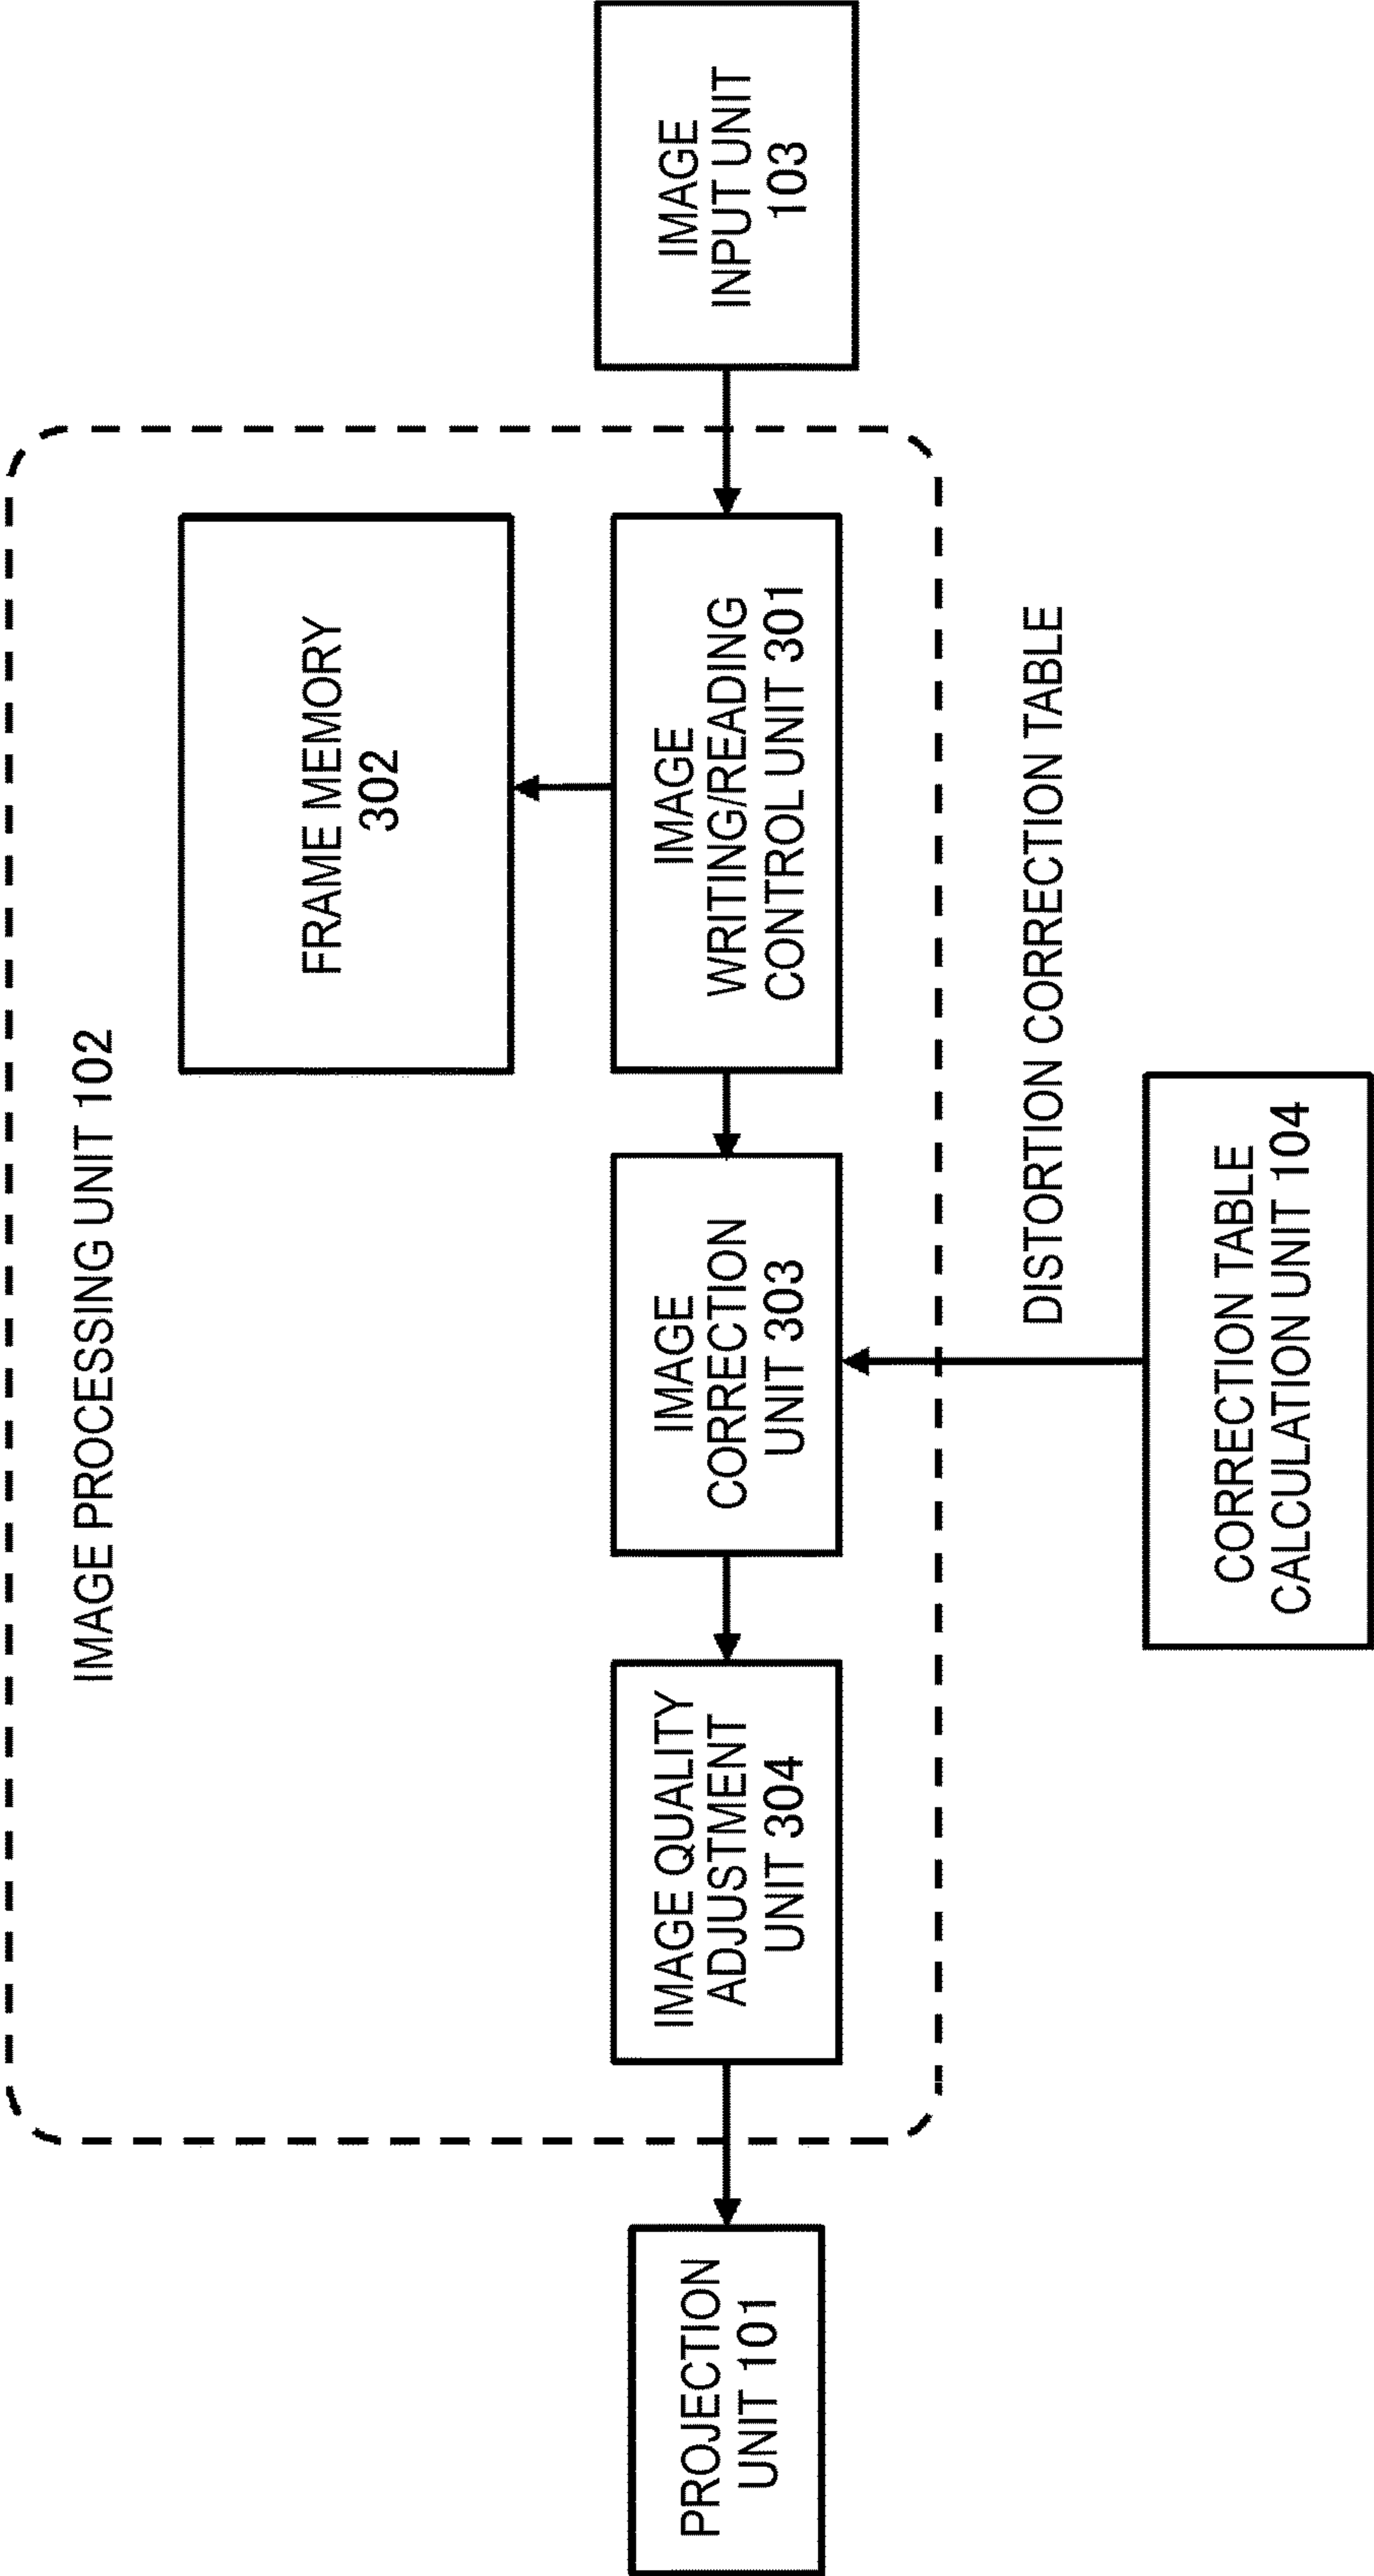 IMAGE PROCESSING UNIT 102
FRAME MEMORY
302
PROJECTION
UNIT 101
IMAGE QUALITY
ADJUSTMENT
UNIT 304
IMAGE
CORRECTION
UNIT 303
IMAGE
WRITING/READING
CONTROL UNIT 301
IMAGE
INPUT UNIT
103
DISTORTION CORRECTION TABLE
CORRECTION TABLE
CALCULATION UNIT 104